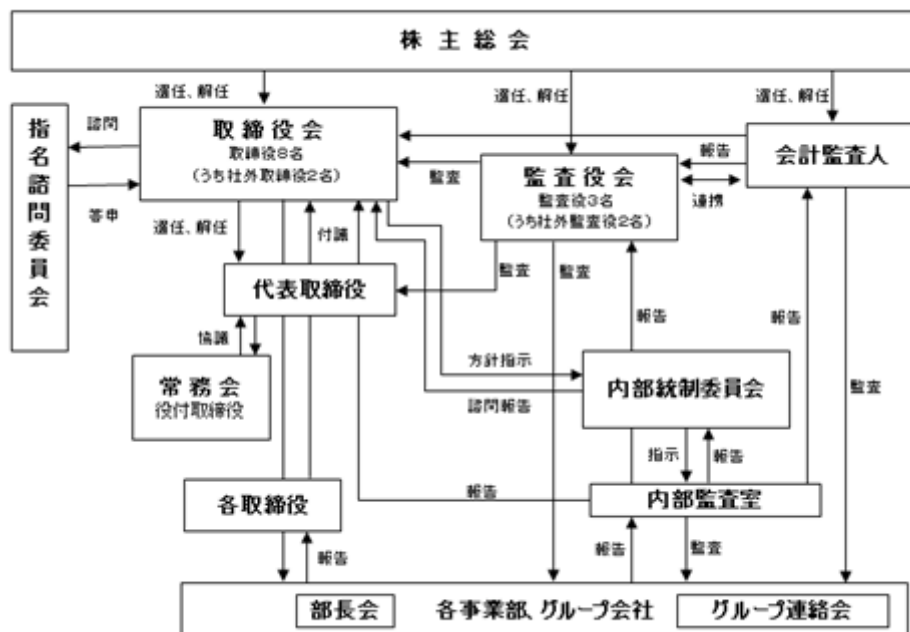 株主総会
選任、解任
選任、解任
選任、解任
指名諮問委員会
諮問
答申
取締役会
取締役8名
(うち社外取締役2名)
監査
監査役会
監査役3名
(うち社外監査役2名)
報告
連携
会計監査人
選任、解任
付議
監査
監査
代表取締役
報告
報告
協議
方針指示
常務会
役付取締役
諮問報告
内部統制委員会
監査
指示
報告
各取締役
報告
内部監査室
報告
報告
監査
部長会
各事業部、グループ会社
グループ連絡会